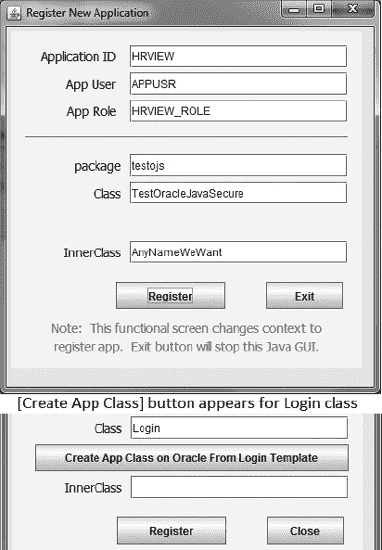 Register New Application
Application ID HRVIEW
App User APPUSR
App Role HRVIEW_ROLE
package testojs
Class TestOracleJavaSecure
InnerClass AnyNameWeWant
Register Exit
Note: This functional screen changes context to
register app. Exit button will stop this Java GUI.
[Create App Class] button appears for Login class
Class Login
Create App Class on Oracle From Login Template
InnerClass
Register Close